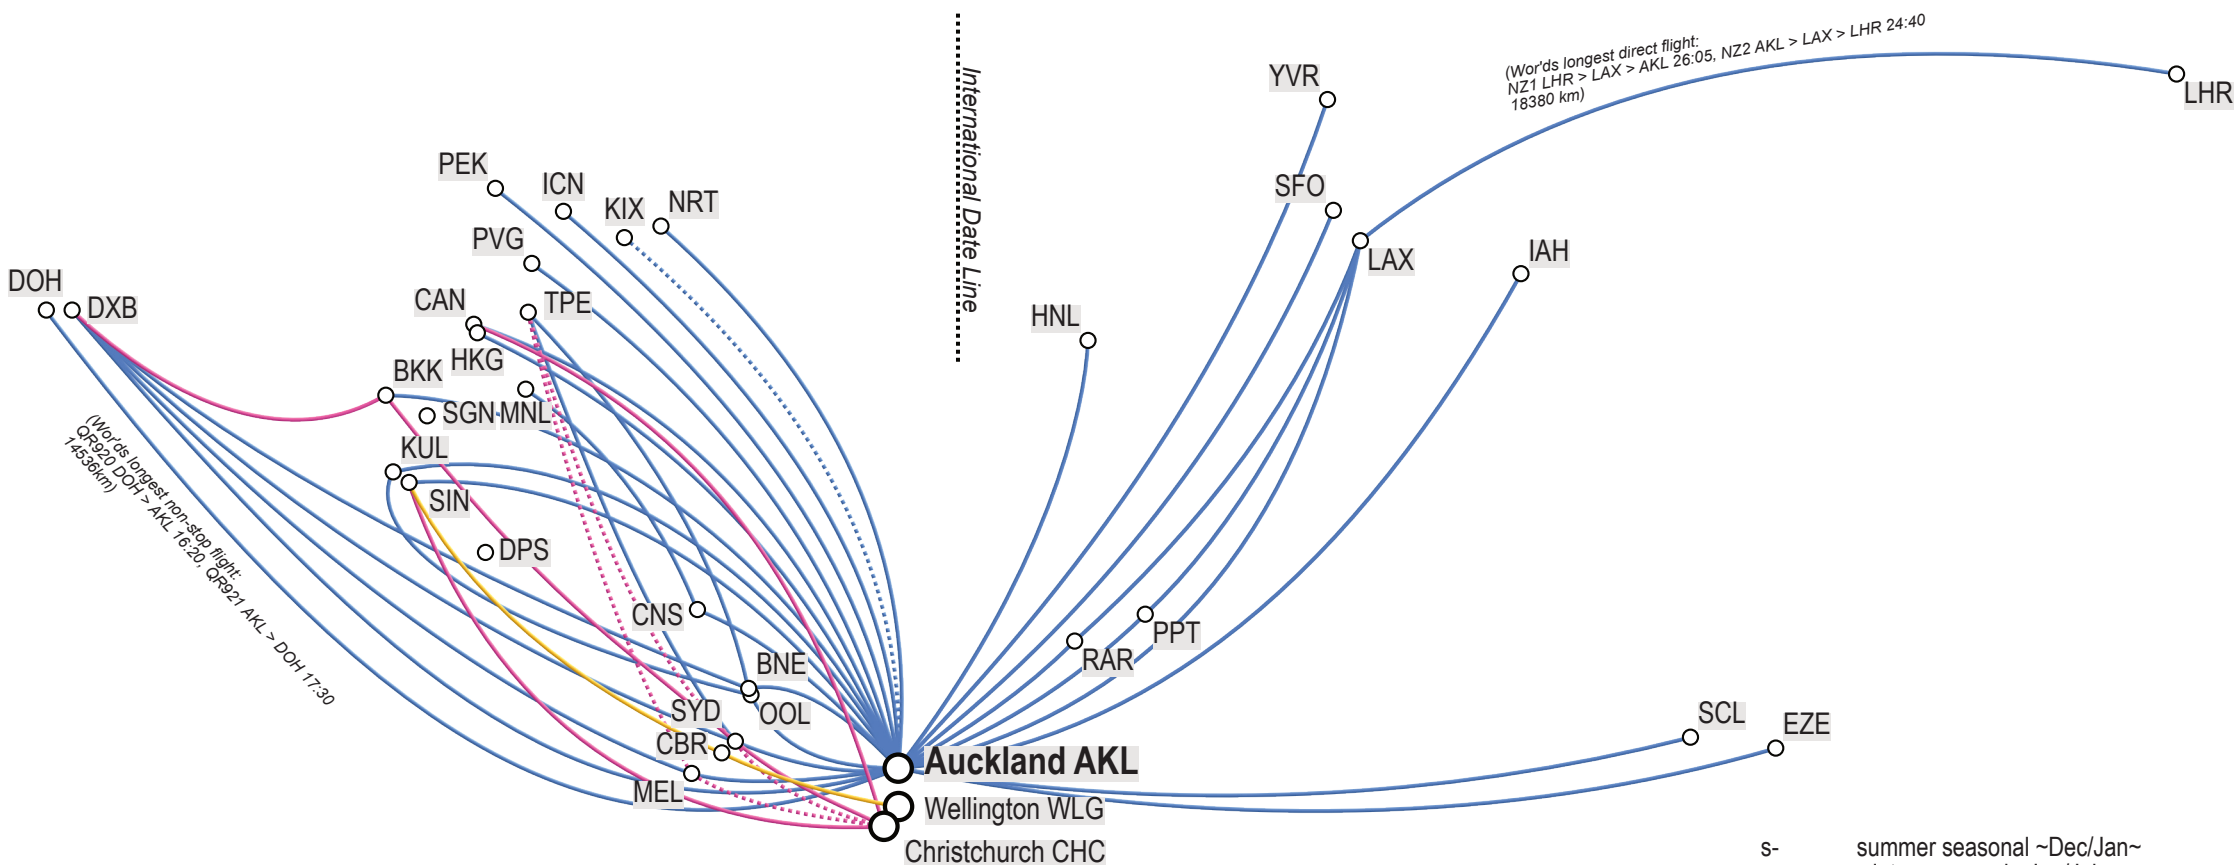 International Date Line
(Wor'ds longest direct flight:
NZ1 LHR > LAX > AKL 26:05, NZ2 AKL > LAX > LHR 24:40
18380 km)
YVR
LHR
PEK
ICN
KIX
NRT
SFO
PVG
LAX
IAH
DOH
DXB
CAN
TPE
HNL
HKG
BKK
SGN
MNL
(Wor'ds longest non-stop flight:
QR920 DOH > AKL 16:20, QR921 AKL > DOH 17:30
14536km)
KUL
SIN
DPS
CNS
PPT
RAR
BNE
OOL
SYD
SCL
EZE
CBR
Auckland AKL
MEL
Wellington WLG
Christchurch CHC
s- summer seasonal ~Dec/Jan~